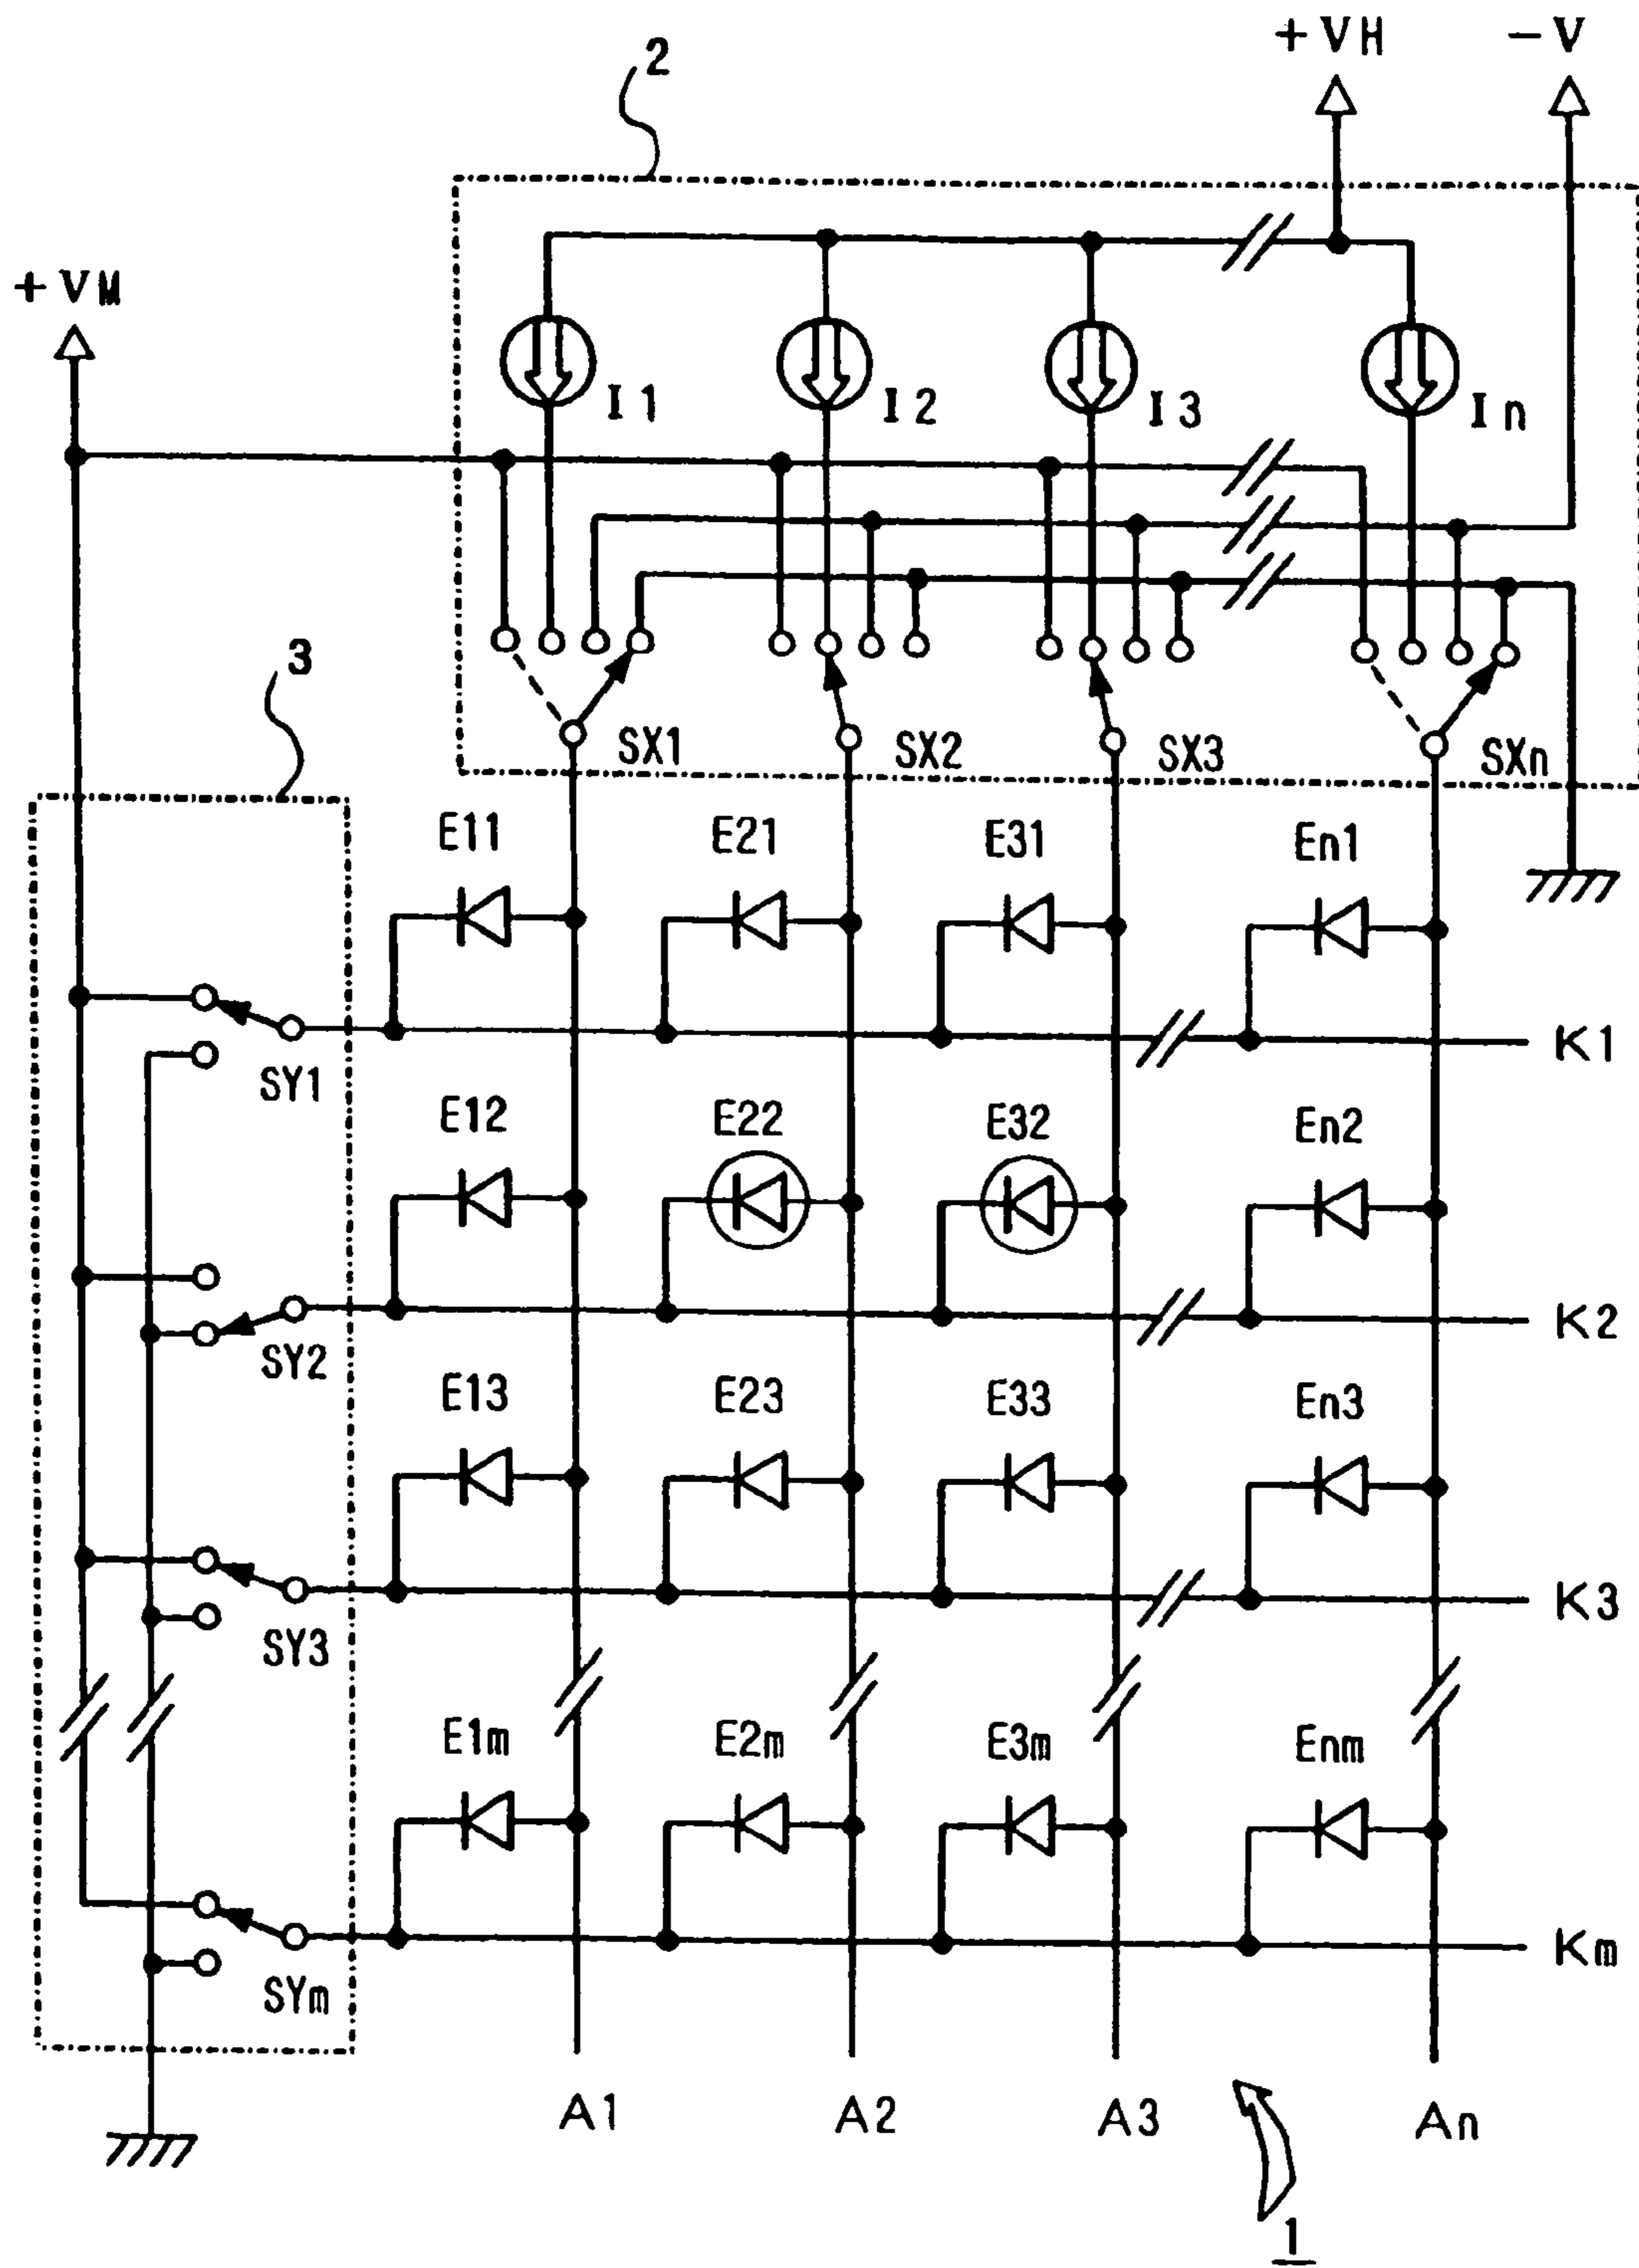 +VH -V
2
+VM
I1 I2 I3 In
3
SX1 SX2 SX3 SXn
E11 E21 E31 En1
K1
SY1
E12 E22 E32 En2
K2
SY2
E13 E23 E33 En3
K3
SY3
E1m E2m E3m Enm
Km
SYm
A1 A2 A3 An
1